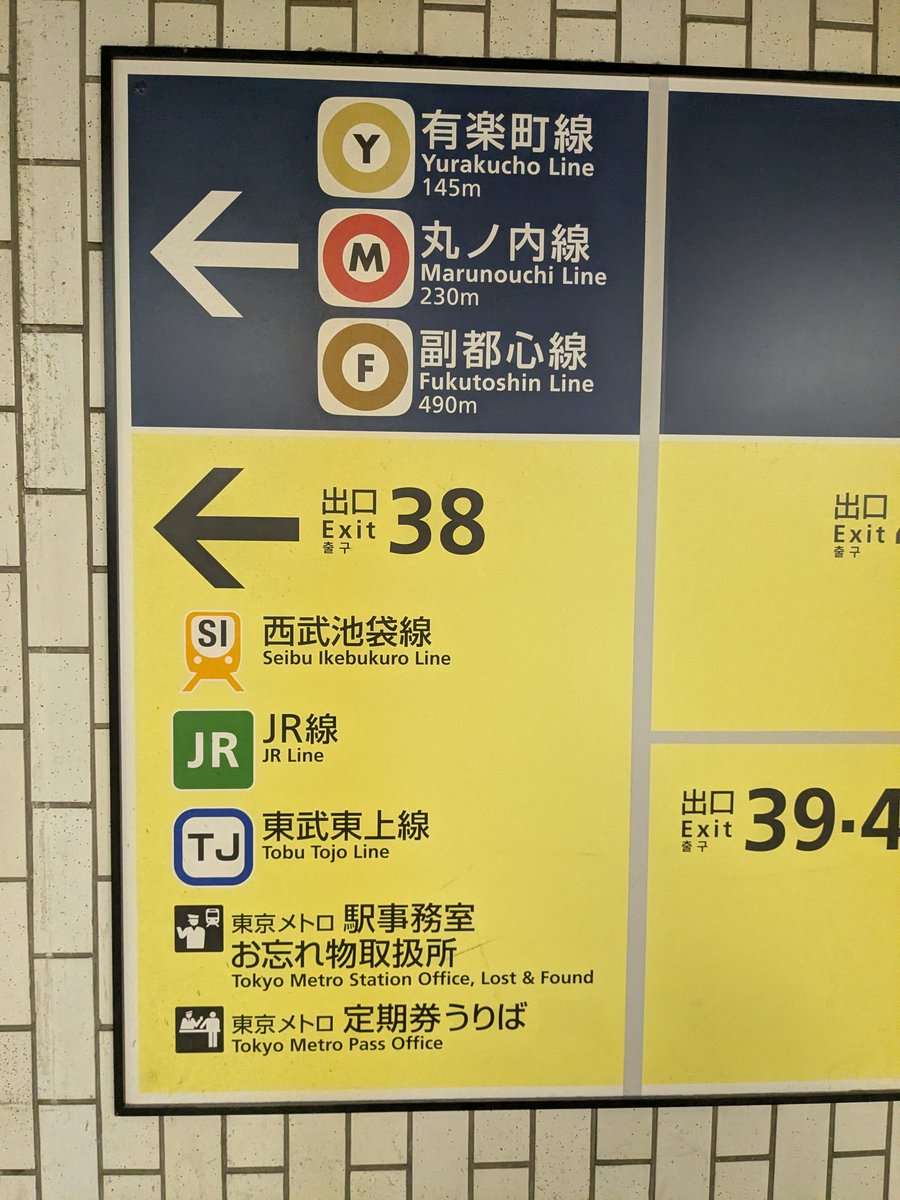 Y
有楽町線
Yurakucho Line
145m
M
丸ノ内線
Marunouchi Line
230m
F
副都心線
Fukutoshin Line
490m
出口
Exit 38
출구
SI
西武池袋線
Seibu Ikebukuro Line
JR
JR線
JR Line
TJ
東武東上線
Tobu Tojo Line
東京メトロ 駅事務室
お忘れ物取扱所
Tokyo Metro Station Office, Lost & Found
東京メトロ 定期券うりば
Tokyo Metro Pass Office
出口
Exit
출구
出口
Exit 39・4
출구